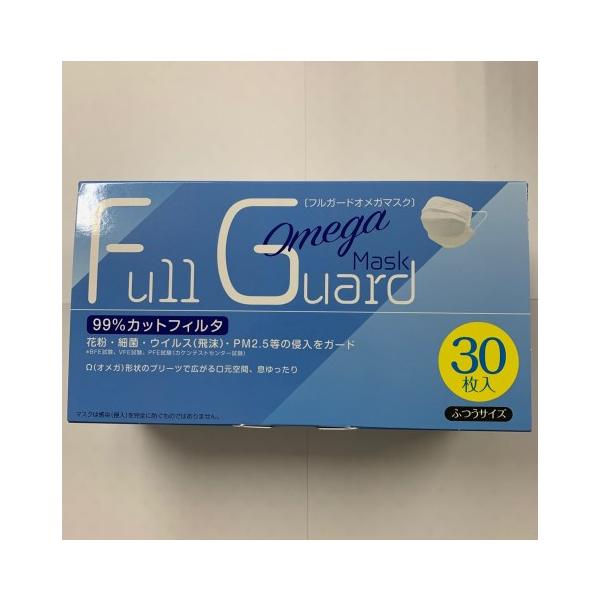 〔フルガードオメガマスク〕
Full Guard
Omega
Mask
99%カットフィルタ
花粉・細菌・ウイルス(飛沫)・PM2.5等の侵入をガード
*BFE試験、VFE試験、PFE試験(カケンテストセンター試験)
Ω(オメガ)形状のプリーツで広がる口元空間、息ゆったり
30
枚入
ふつうサイズ
マスクは感染(侵入)を完全に防ぐものではありません。